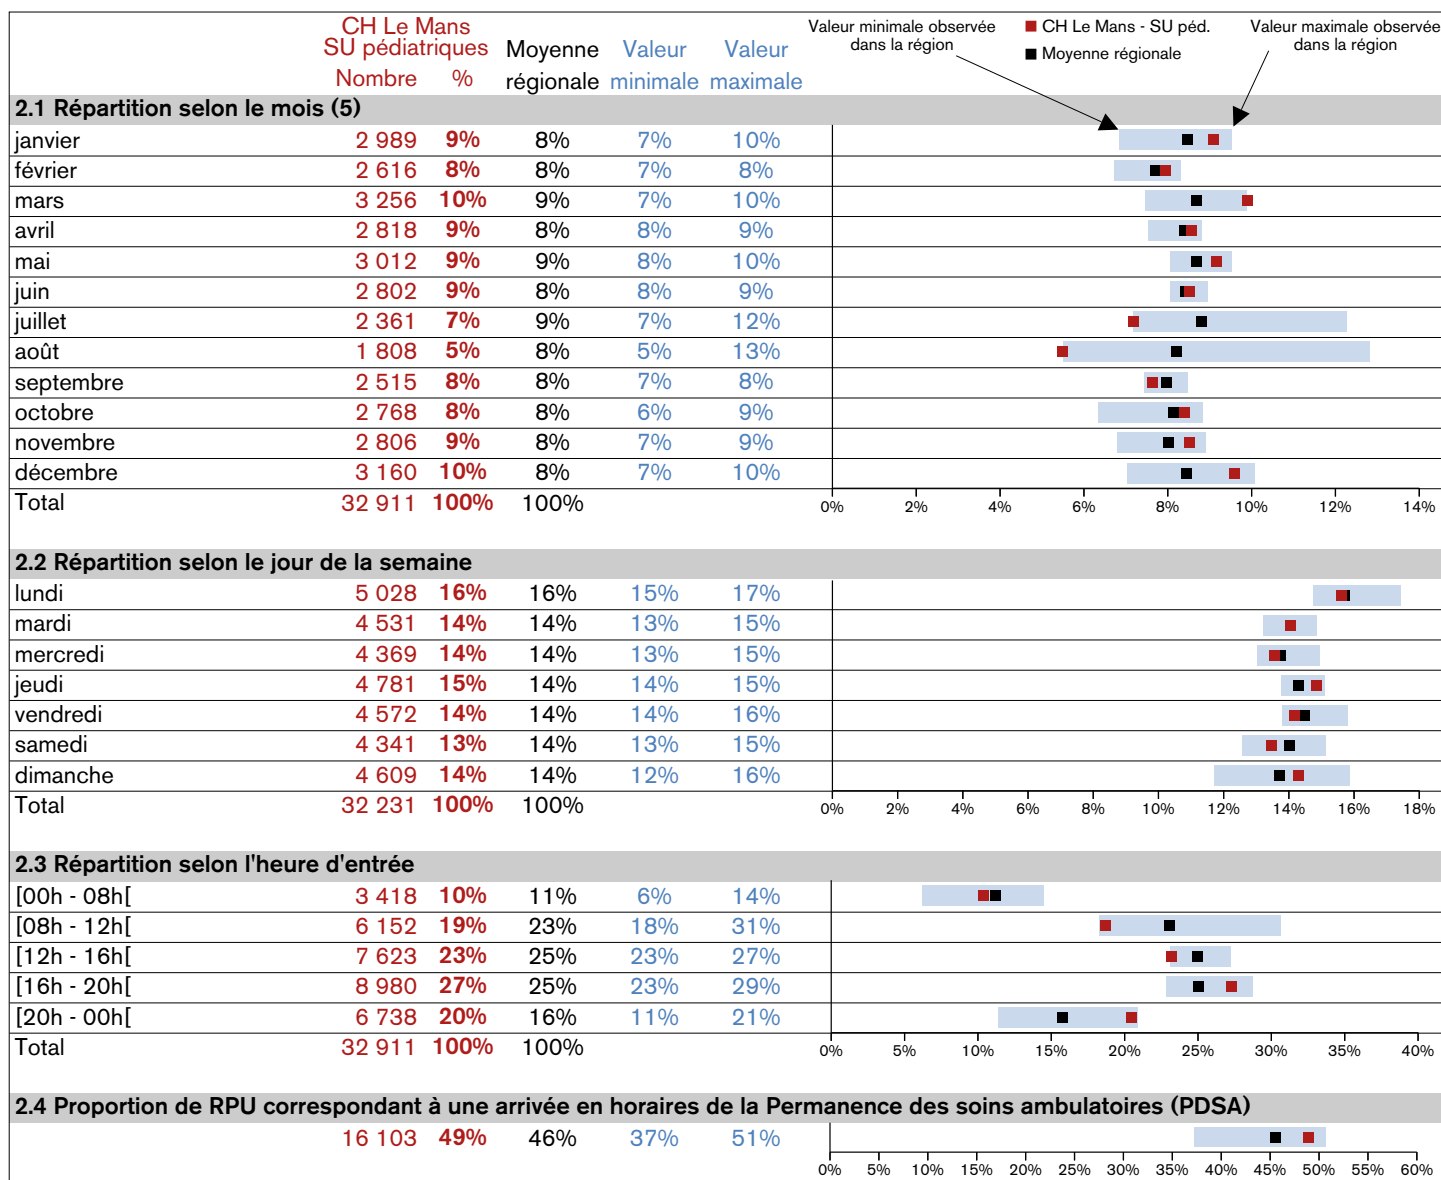 CH Le Mans
SU pédiatriques Moyenne Valeur Valeur
Nombre % régionale minimale maximale
Valeur minimale observée
dans la région
CH Le Mans - SU péd.
Moyenne régionale
Valeur maximale observée
dans la région
2.1 Répartition selon le mois (5)
janvier 2 989 9% 8% 7% 10%
février 2 616 8% 8% 7% 8%
mars 3 256 10% 9% 7% 10%
avril 2 818 9% 8% 8% 9%
mai 3 012 9% 9% 8% 10%
juin 2 802 9% 8% 8% 9%
juillet 2 361 7% 9% 7% 12%
août 1 808 5% 8% 5% 13%
septembre 2 515 8% 8% 7% 8%
octobre 2 768 8% 8% 6% 9%
novembre 2 806 9% 8% 7% 9%
décembre 3 160 10% 8% 7% 10%
Total 32 911 100% 100%
0% 2% 4% 6% 8% 10% 12% 14%
2.2 Répartition selon le jour de la semaine
lundi 5 028 16% 16% 15% 17%
mardi 4 531 14% 14% 13% 15%
mercredi 4 369 14% 14% 13% 15%
jeudi 4 781 15% 14% 14% 15%
vendredi 4 572 14% 14% 14% 16%
samedi 4 341 13% 14% 13% 15%
dimanche 4 609 14% 14% 12% 16%
Total 32 231 100% 100%
0% 2% 4% 6% 8% 10% 12% 14% 16% 18%
2.3 Répartition selon l'heure d'entrée
[00h - 08h[ 3 418 10% 11% 6% 14%
[08h - 12h[ 6 152 19% 23% 18% 31%
[12h - 16h[ 7 623 23% 25% 23% 27%
[16h - 20h[ 8 980 27% 25% 23% 29%
[20h - 00h[ 6 738 20% 16% 11% 21%
Total 32 911 100% 100%
0% 5% 10% 15% 20% 25% 30% 35% 40%
2.4 Proportion de RPU correspondant à une arrivée en horaires de la Permanence des soins ambulatoires (PDSA)
16 103 49% 46% 37% 51%
0% 5% 10% 15% 20% 25% 30% 35% 40% 45% 50% 55% 60%